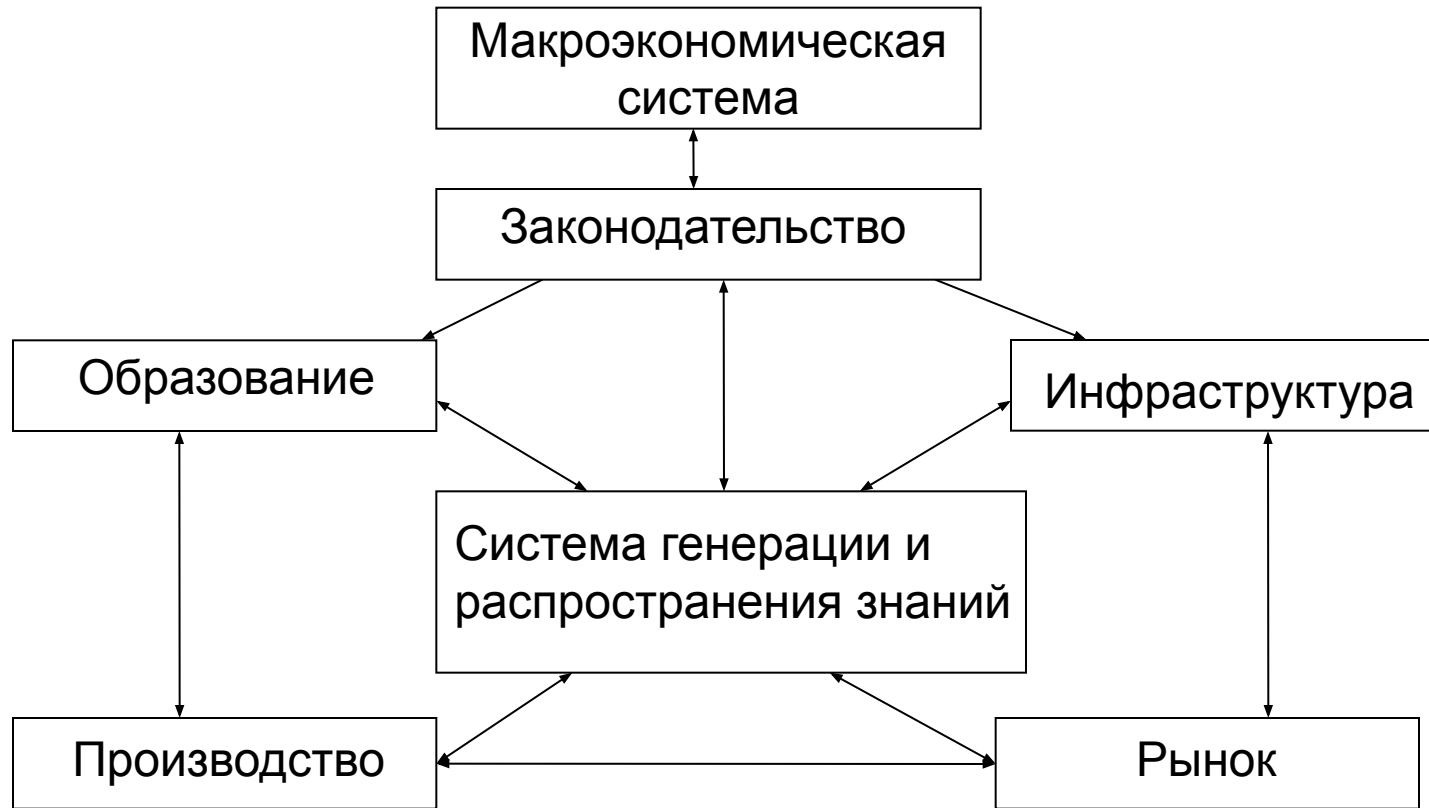 Макроэкономическая
система
Законодательство
Образование
Инфраструктура
Система генерации и
распространения знаний
Производство
Рынок